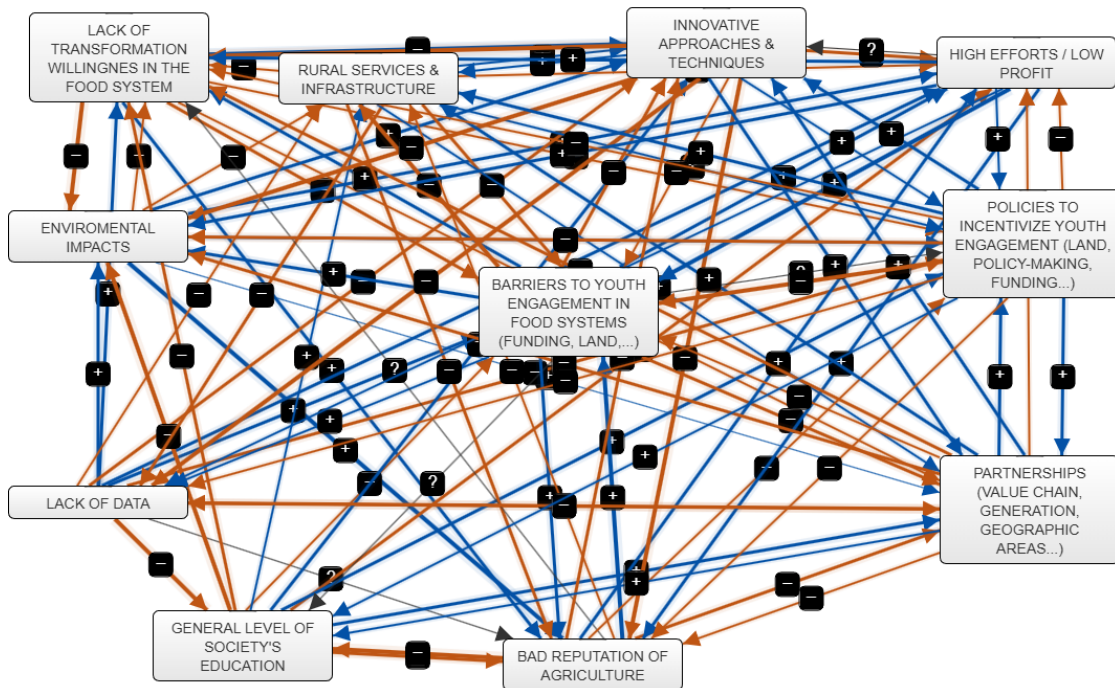 LACK OF
TRANSFORMATION
WILLINGNES IN THE
FOOD SYSTEM
RURAL SERVICES &
INFRASTRUCTURE
INNOVATIVE
APPROACHES &
TECHNIQUES
HIGH EFFORTS / LOW
PROFIT
ENVIROMENTAL
IMPACTS
BARRIERS TO YOUTH
ENGAGEMENT IN
FOOD SYSTEMS
(FUNDING, LAND,...)
POLICIES TO
INCENTIVIZE YOUTH
ENGAGEMENT (LAND,
POLICY-MAKING,
FUNDING...)
LACK OF DATA
PARTNERSHIPS
(VALUE CHAIN,
GENERATION,
GEOGRAPHIC
AREAS...)
GENERAL LEVEL OF
SOCIETY'S
EDUCATION
BAD REPUTATION OF
AGRICULTURE